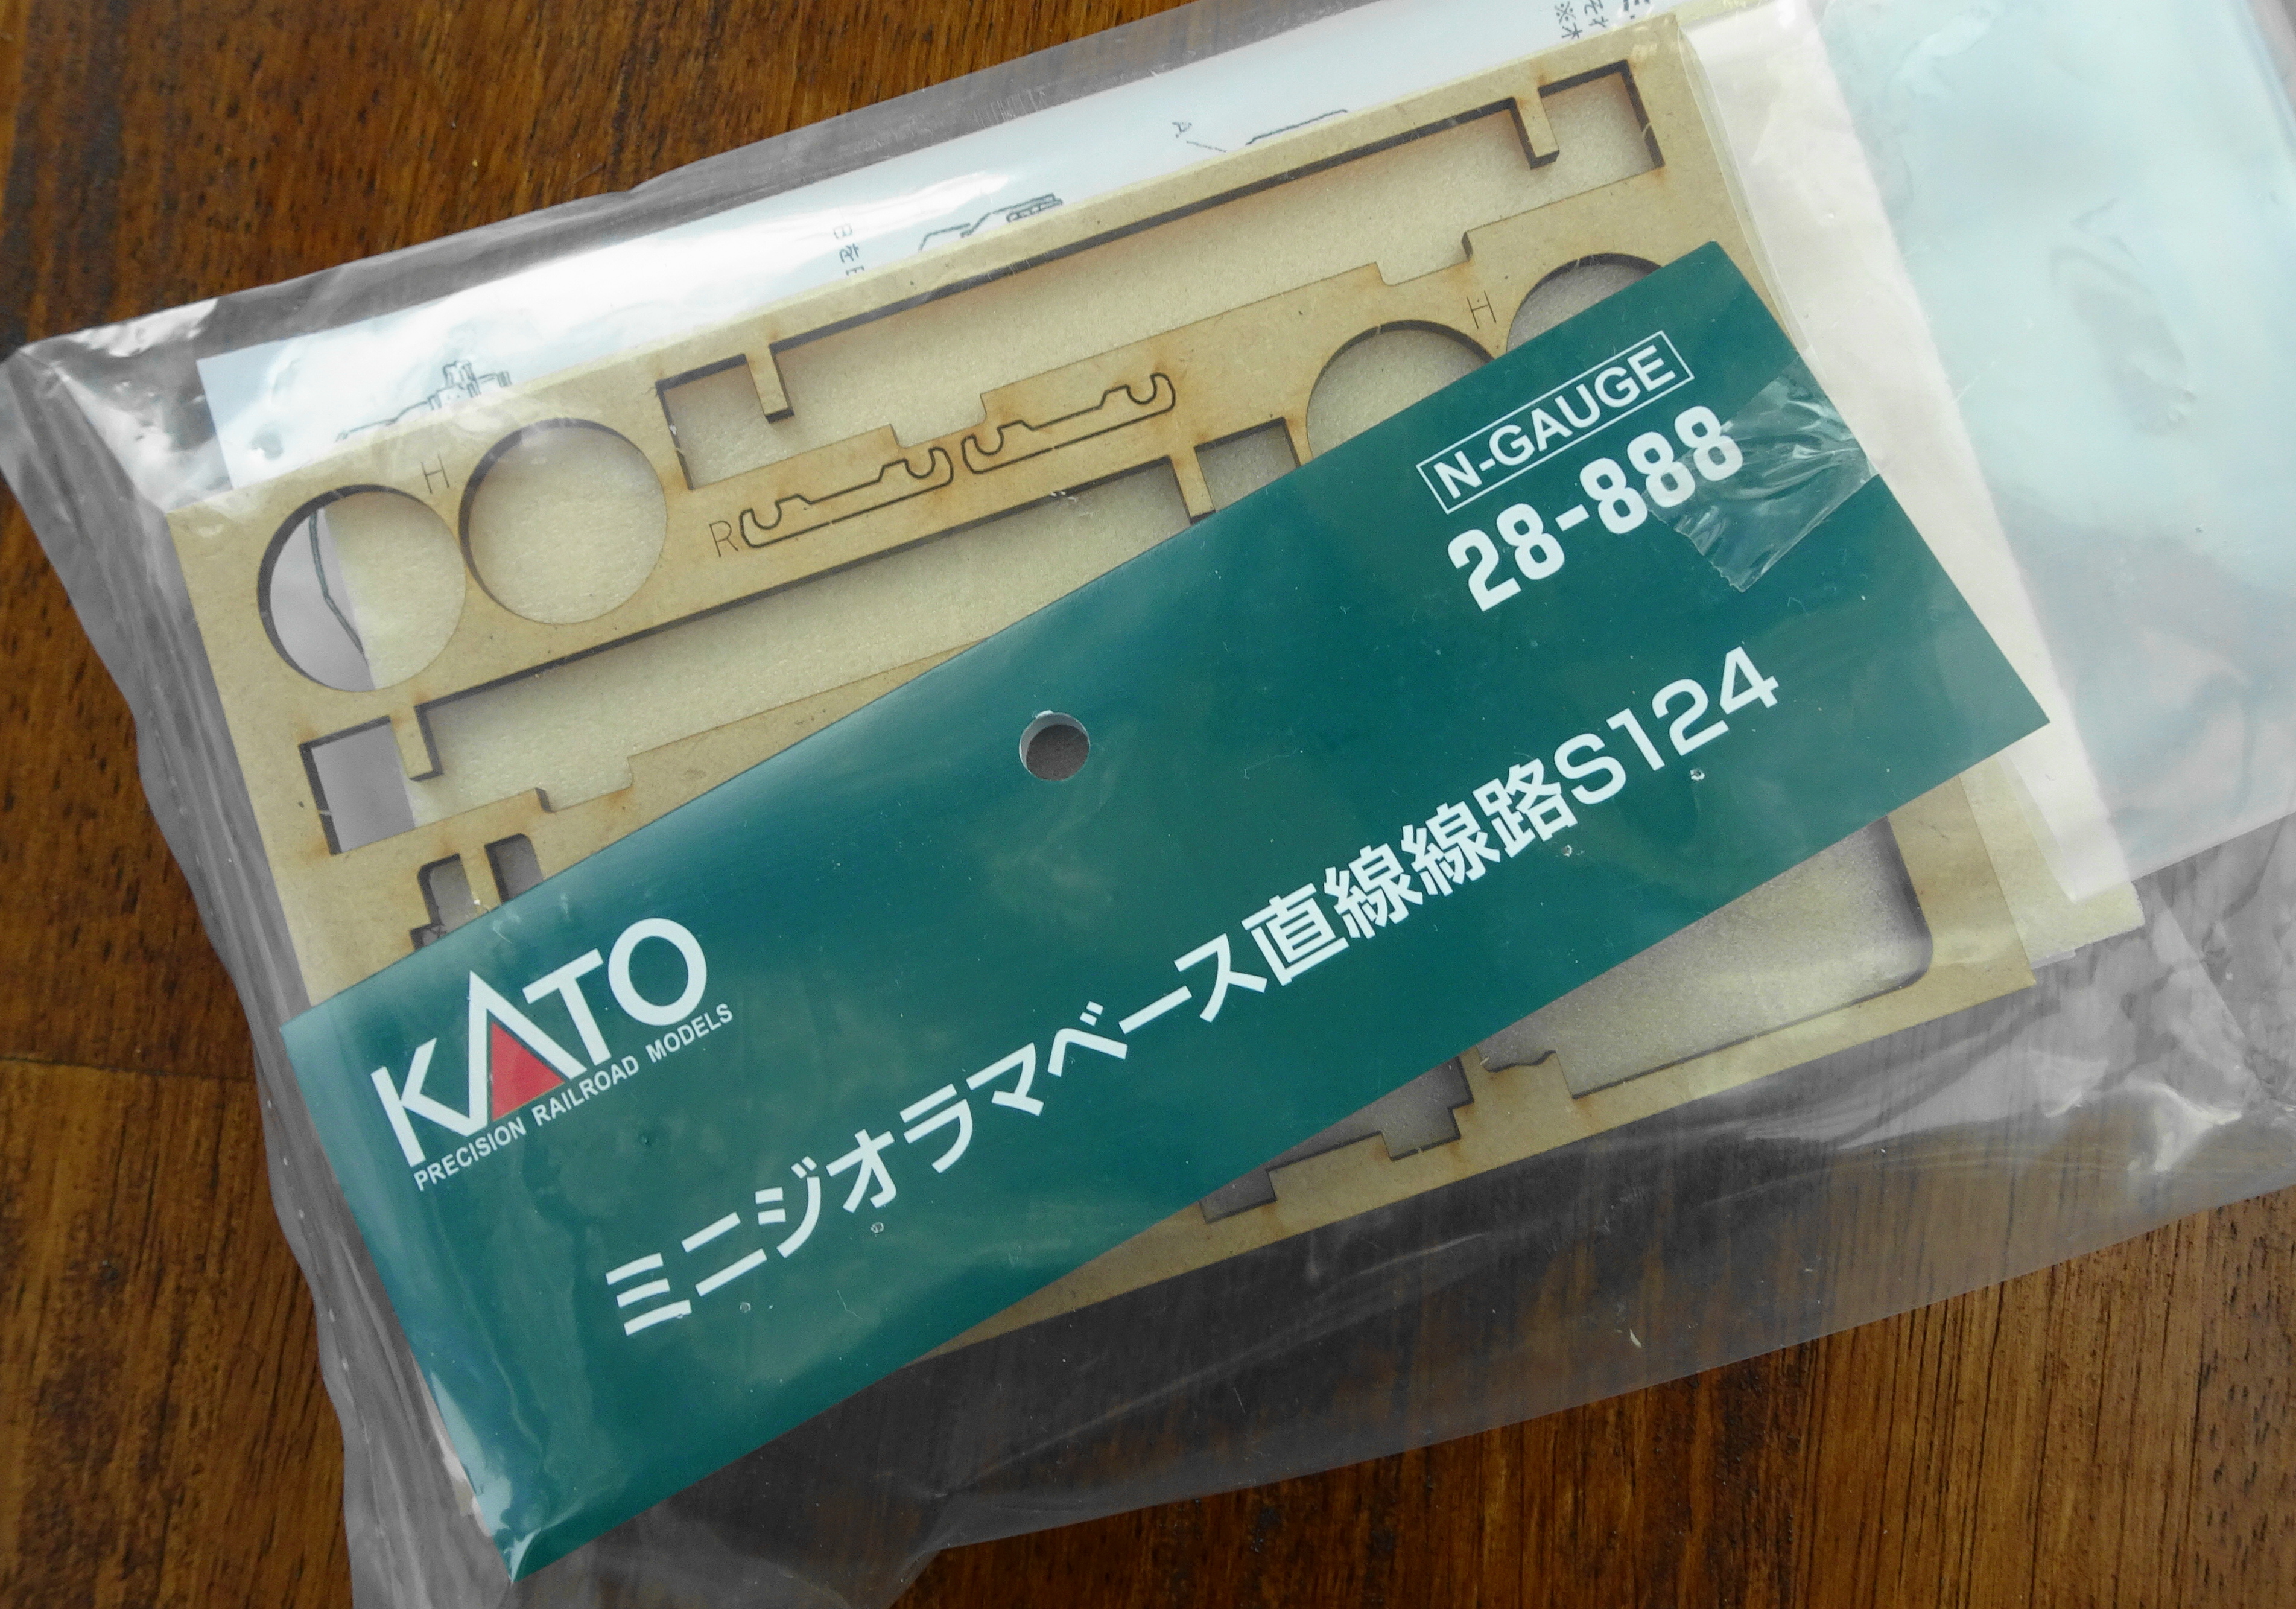 H
H
R
N-GAUGE
28-888
KATO
PRECISION RAILROAD MODELS
ミニジオラマベース直線線路S124